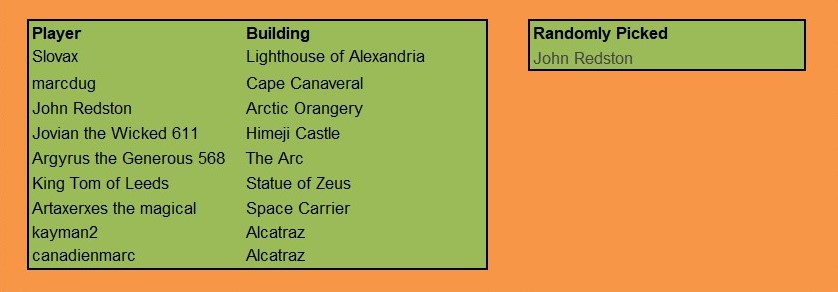 Player Building
Slovax Lighthouse of Alexandria
marcdug Cape Canaveral
John Redston Arctic Orangery
Jovian the Wicked 611 Himeji Castle
Argyrus the Generous 568 The Arc
King Tom of Leeds Statue of Zeus
Artaxerxes the magical Space Carrier
kayman2 Alcatraz
canadienmarc Alcatraz
Randomly Picked
John Redston